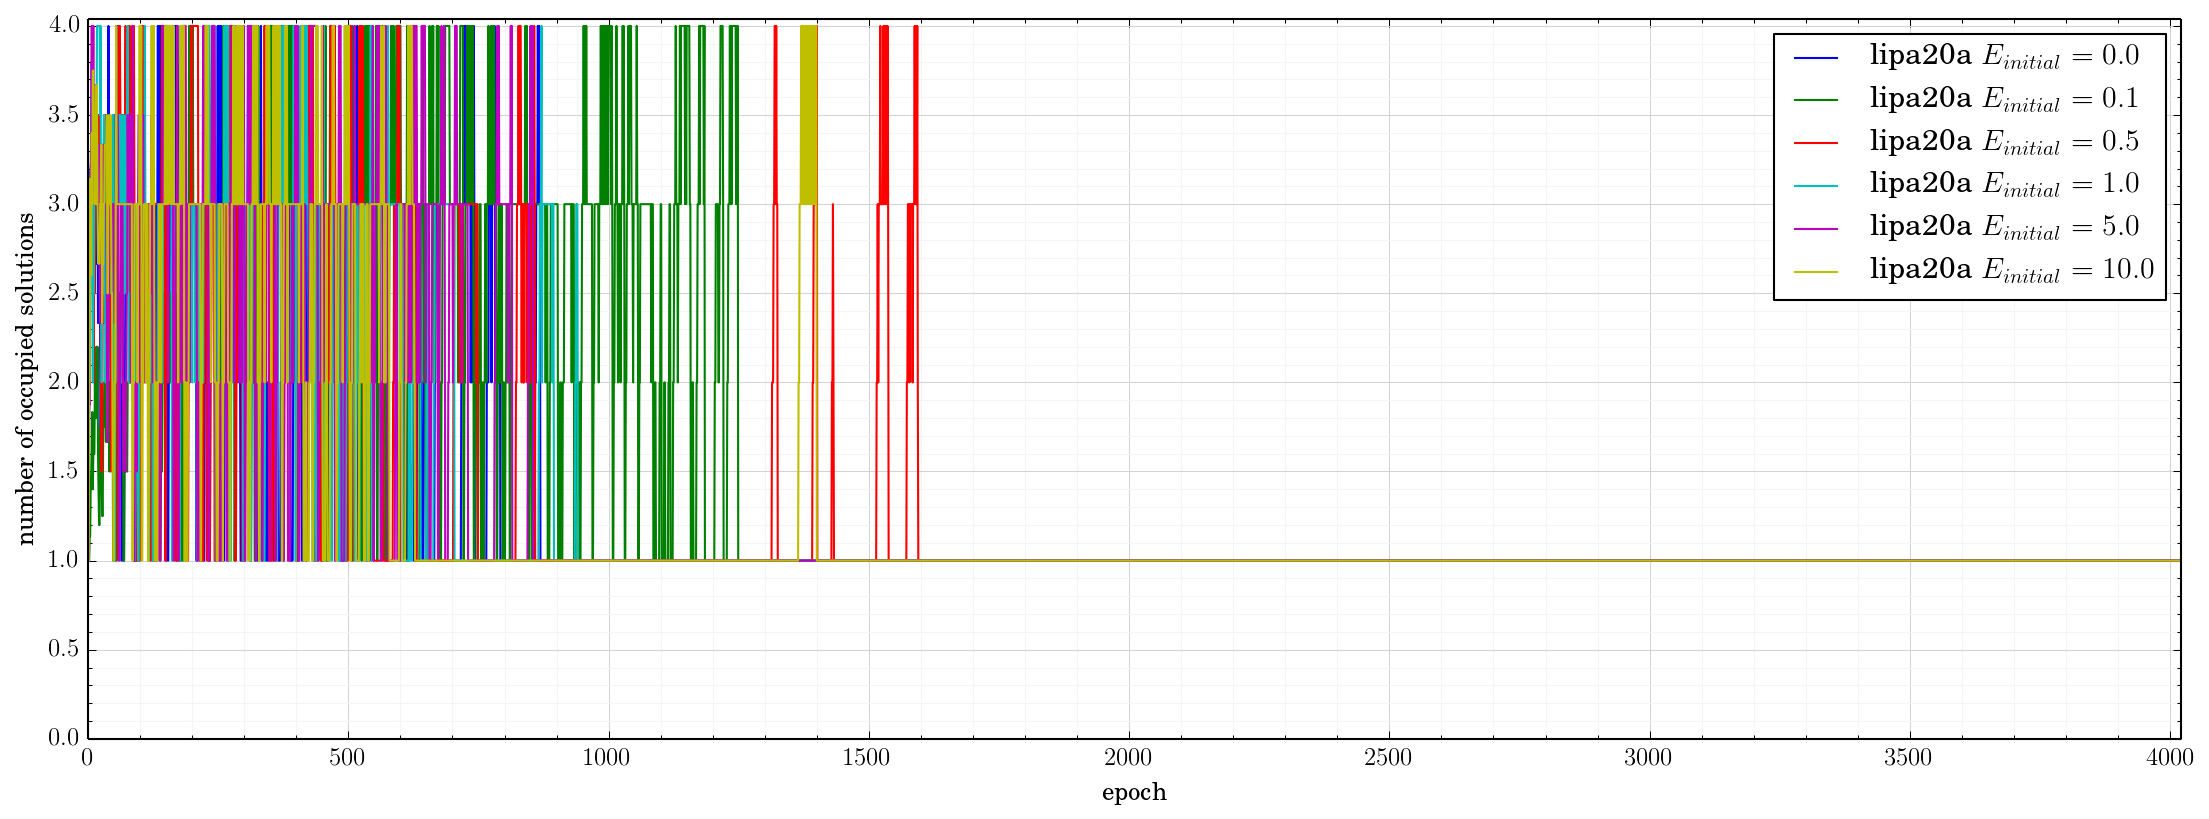 4.0
3.5
3.0
2.5
2.0
1.5
1.0
0.5
0.0
number of occupied solutions
0 500 1000 1500 2000 2500 3000 3500 4000
epoch
lipa20a E_initial = 0.0
lipa20a E_initial = 0.1
lipa20a E_initial = 0.5
lipa20a E_initial = 1.0
lipa20a E_initial = 5.0
lipa20a E_initial = 10.0